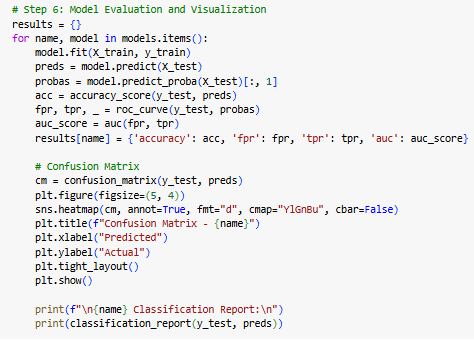 # Step 6: Model Evaluation and Visualization
results = {}
for name, model in models.items():
    model.fit(X_train, y_train)
    preds = model.predict(X_test)
    probas = model.predict_proba(X_test)[:, 1]
    acc = accuracy_score(y_test, preds)
    fpr, tpr, _ = roc_curve(y_test, probas)
    auc_score = auc(fpr, tpr)
    results[name] = {'accuracy': acc, 'fpr': fpr, 'tpr': tpr, 'auc': auc_score}
    # Confusion Matrix
    cm = confusion_matrix(y_test, preds)
    plt.figure(figsize=(5, 4))
    sns.heatmap(cm, annot=True, fmt="d", cmap="YlGnBu", cbar=False)
    plt.title(f"Confusion Matrix - {name}")
    plt.xlabel("Predicted")
    plt.ylabel("Actual")
    plt.tight_layout()
    plt.show()
    print(f"\n{name} Classification Report:\n")
    print(classification_report(y_test, preds))